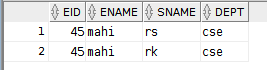 EID ENAME SNAME DEPT
1 45 mahi rs cse
2 45 mahi rk cse